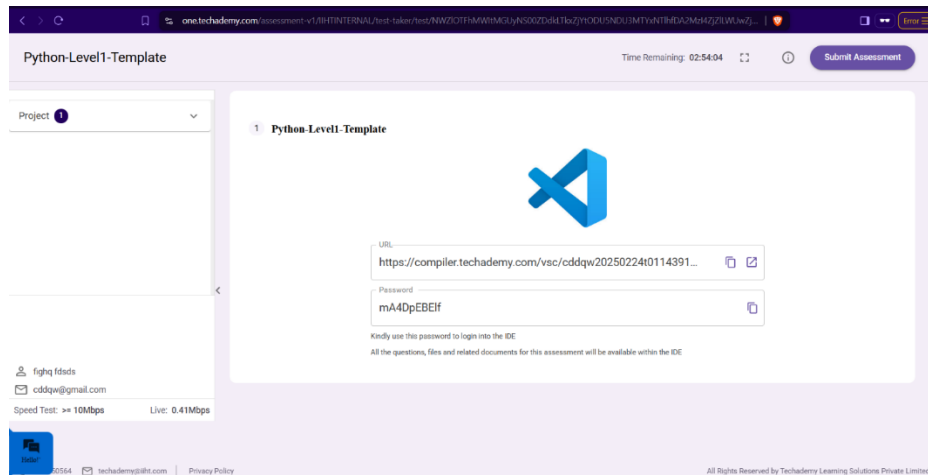 one.techademy.com/assessment-v1/IIHTINTERNAL/test-taker/test/
Error
Python-Level1-Template
Time Remaining: 02:54:04
Submit Assessment
Project 1
1 Python-Level1-Template
URL
https://compiler.techademy.com/vsc/cddqw20250224t0114391...
Password
mA4DpEBElf
Kindly use this password to login into the IDE
All the questions, files and related documents for this assessment will be available within the IDE
fighq fdsds
cddqw@gmail.com
Speed Test: >= 10Mbps Live: 0.41Mbps
Hello!
60564 techademy@iiht.com Privacy Policy
All Rights Reserved by Techademy Learning Solutions Private Limited